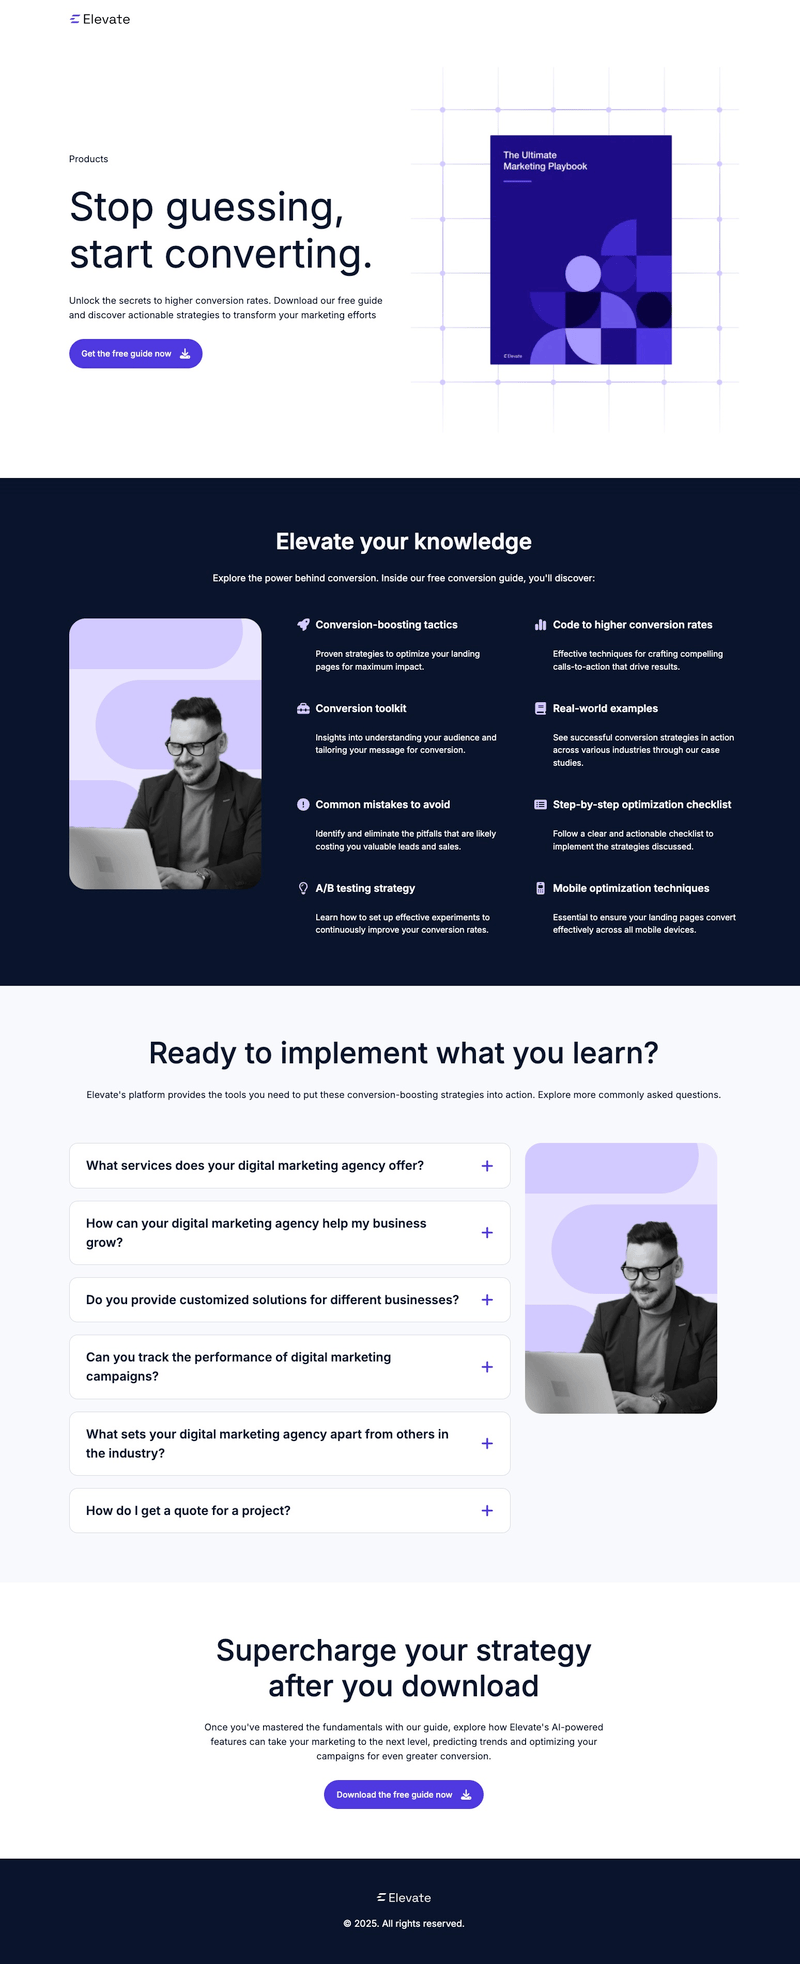 Elevate
Products
Stop guessing,
start converting.
Unlock the secrets to higher conversion rates. Download our free guide
and discover actionable strategies to transform your marketing efforts
Get the free guide now
The Ultimate
Marketing Playbook
Elevate
Elevate your knowledge
Explore the power behind conversion. Inside our free conversion guide, you'll discover:
Conversion-boosting tactics
Proven strategies to optimize your landing
pages for maximum impact.
Code to higher conversion rates
Effective techniques for crafting compelling
calls-to-action that drive results.
Conversion toolkit
Insights into understanding your audience and
tailoring your message for conversion.
Real-world examples
See successful conversion strategies in action
across various industries through our case
studies.
Common mistakes to avoid
Identify and eliminate the pitfalls that are likely
costing you valuable leads and sales.
Step-by-step optimization checklist
Follow a clear and actionable checklist to
implement the strategies discussed.
A/B testing strategy
Learn how to set up effective experiments to
continuously improve your conversion rates.
Mobile optimization techniques
Essential to ensure your landing pages convert
effectively across all mobile devices.
Ready to implement what you learn?
Elevate's platform provides the tools you need to put these conversion-boosting strategies into action. Explore more commonly asked questions.
What services does your digital marketing agency offer?
How can your digital marketing agency help my business
grow?
Do you provide customized solutions for different businesses?
Can you track the performance of digital marketing
campaigns?
What sets your digital marketing agency apart from others in
the industry?
How do I get a quote for a project?
Supercharge your strategy
after you download
Once you've mastered the fundamentals with our guide, explore how Elevate's AI-powered
features can take your marketing to the next level, predicting trends and optimizing your
campaigns for even greater conversion.
Download the free guide now
Elevate
© 2025. All rights reserved.